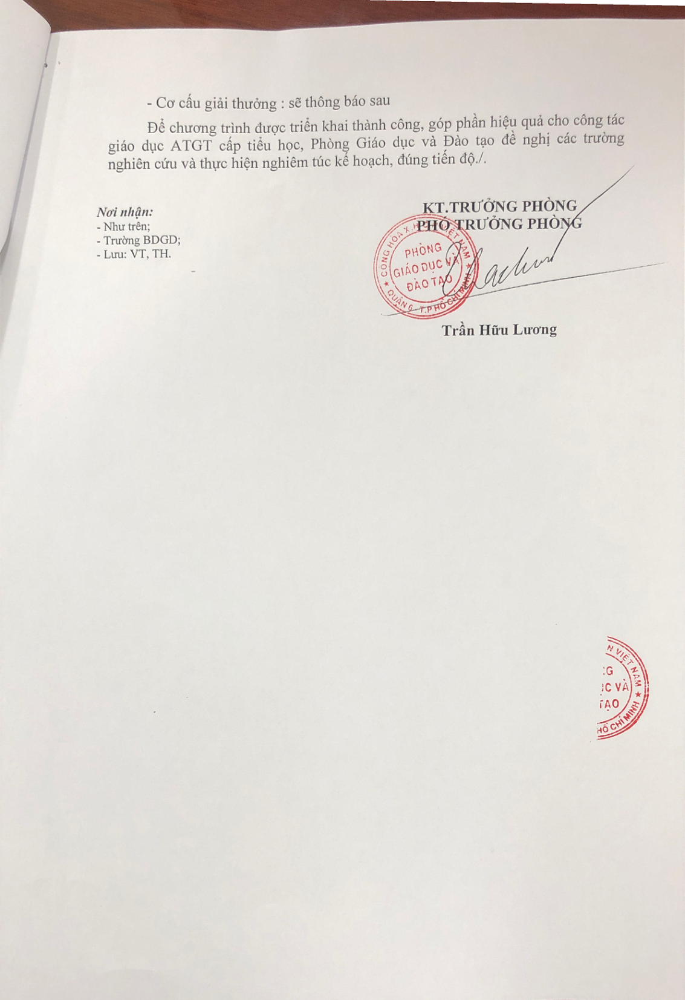 - Cơ cấu giải thưởng : sẽ thông báo sau
Để chương trình được triển khai thành công, góp phần hiệu quả cho công tác
giáo dục ATGT cấp tiểu học, Phòng Giáo dục và Đào tạo đề nghị các trường
nghiên cứu và thực hiện nghiêm túc kế hoạch, đúng tiến độ./.
Nơi nhận:
- Như trên;
- Trường BDGD;
- Lưu: VT, TH.
KT.TRƯỞNG PHÒNG
PHÓ TRƯỞNG PHÒNG
CỘNG HÒA X.H.C.N VIỆT NAM
PHÒNG
GIÁO DỤC VÀ
ĐÀO TẠO
QUẬN 6 - T.P HỒ CHÍ MINH
Trần Hữu Lương
N VIỆT NAM
NG
ỤC VÀ
TẠO
HỒ CHÍ MINH